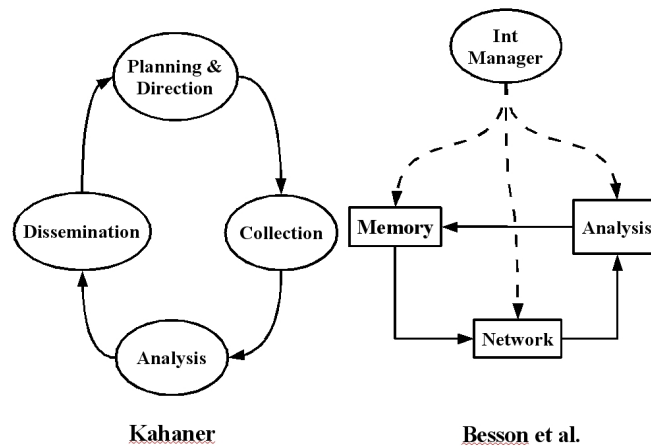 Planning &
Direction
Dissemination
Collection
Analysis
Kahaner
Int
Manager
Memory
Analysis
Network
Besson et al.